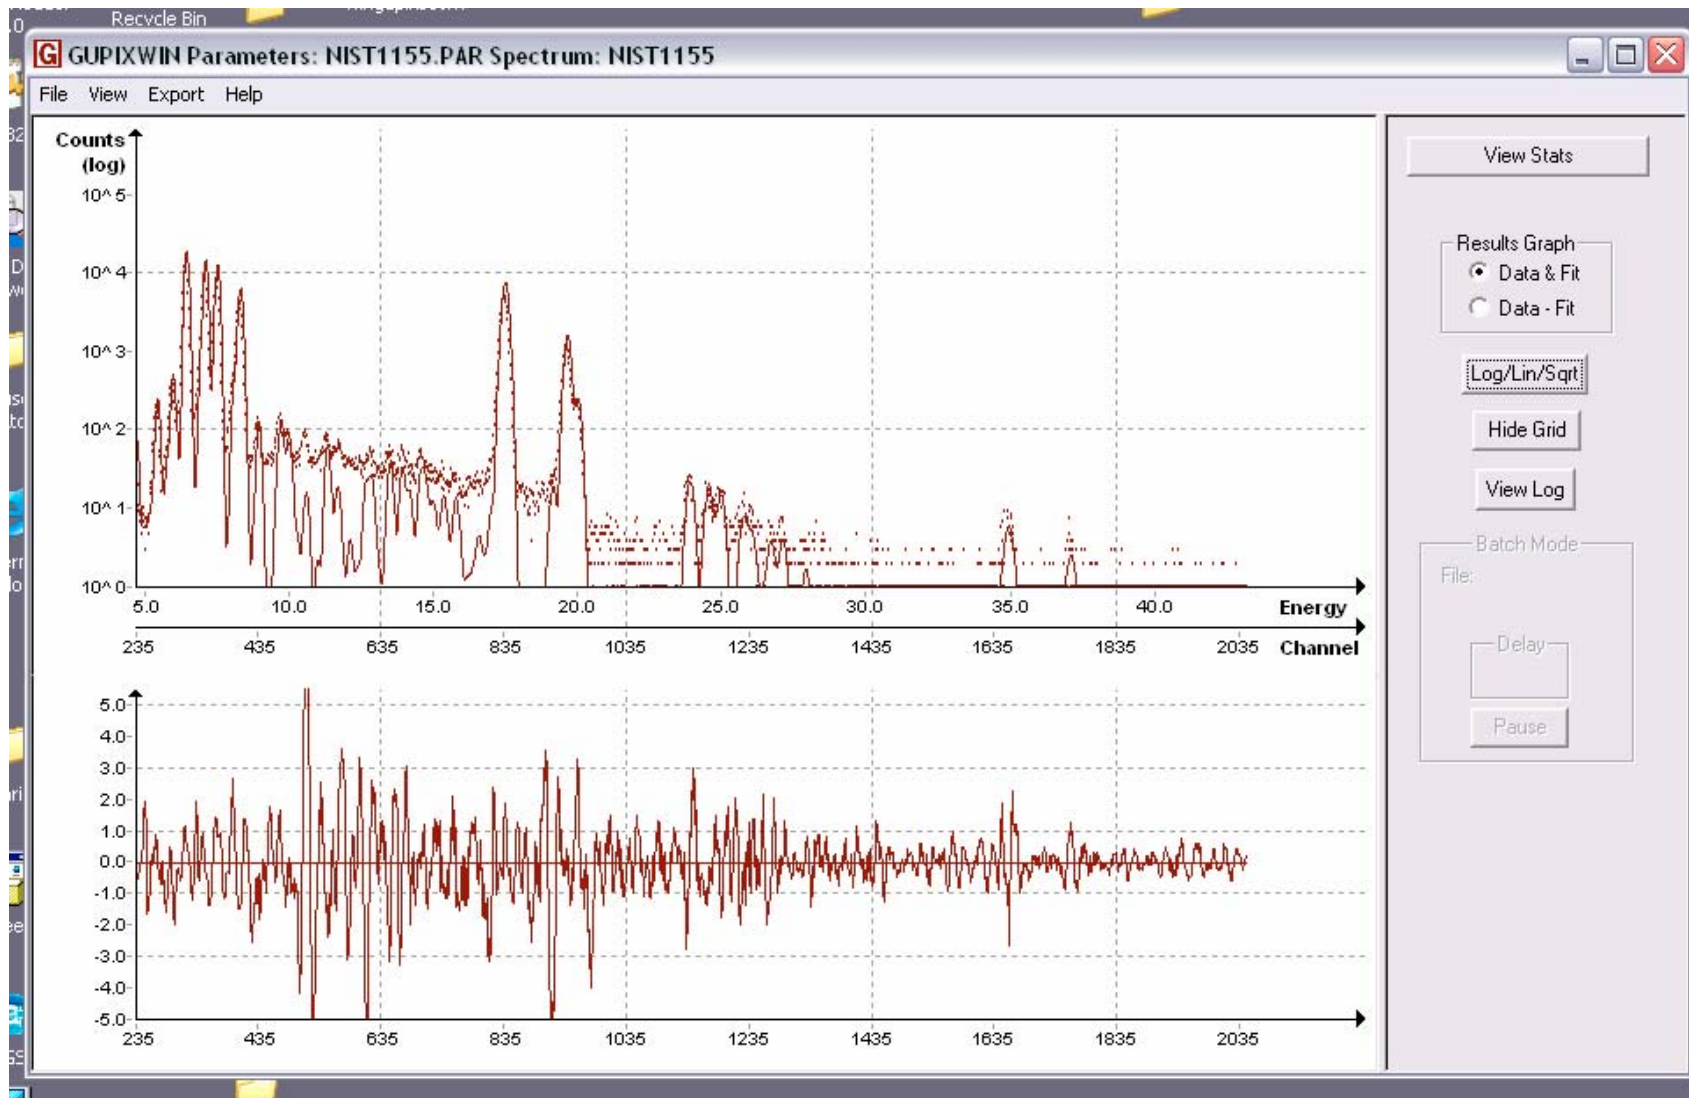 Recycle Bin
GUPIXWIN Parameters: NIST1155.PAR Spectrum: NIST1155
File View Export Help
Counts
(log)
10^ 5
10^ 4
10^ 3
10^ 2
10^ 1
10^ 0
5.0 10.0 15.0 20.0 25.0 30.0 35.0 40.0 Energy
235 435 635 835 1035 1235 1435 1635 1835 2035 Channel
5.0
4.0
3.0
2.0
1.0
0.0
-1.0
-2.0
-3.0
-4.0
-5.0
235 435 635 835 1035 1235 1435 1635 1835 2035
View Stats
Results Graph
Data & Fit
Data - Fit
Log/Lin/Sqrt
Hide Grid
View Log
Batch Mode
File:
Delay
Pause